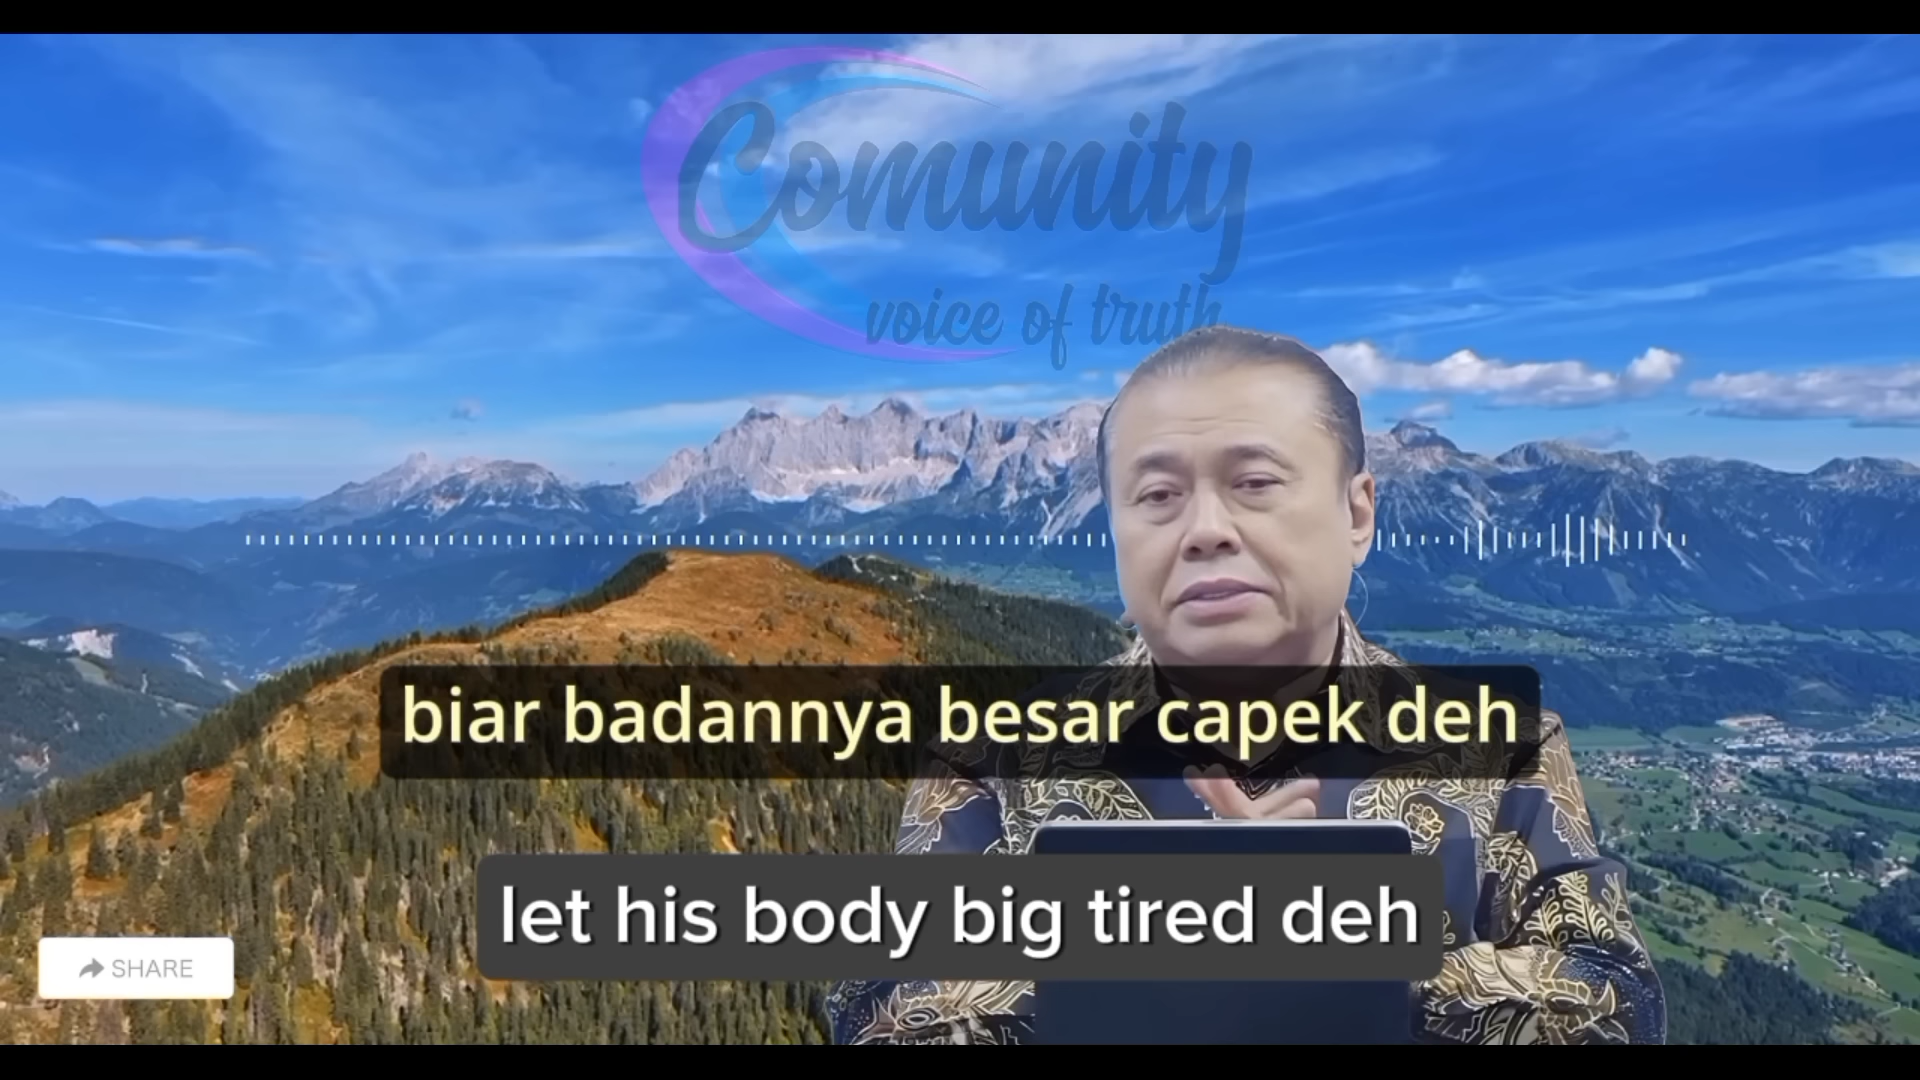 Comunity
voice of truth
biar badannya besar capek deh
let his body big tired deh
SHARE